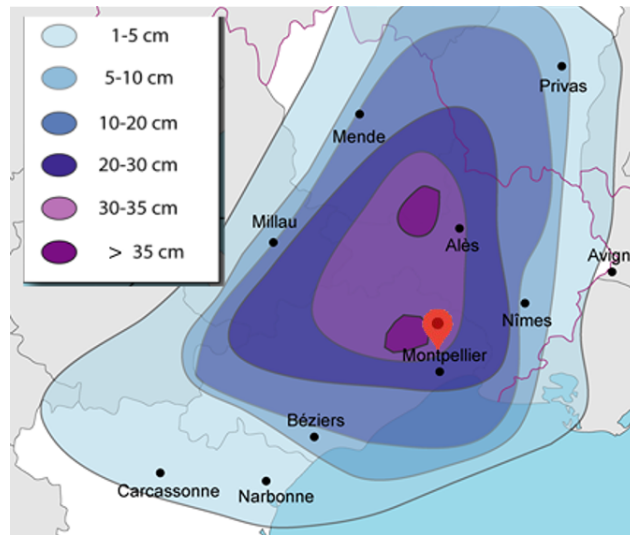 1-5 cm
5-10 cm
10-20 cm
20-30 cm
30-35 cm
> 35 cm
Privas
Mende
Millau
Alès
Avign
Nîmes
Montpellier
Béziers
Carcassonne
Narbonne